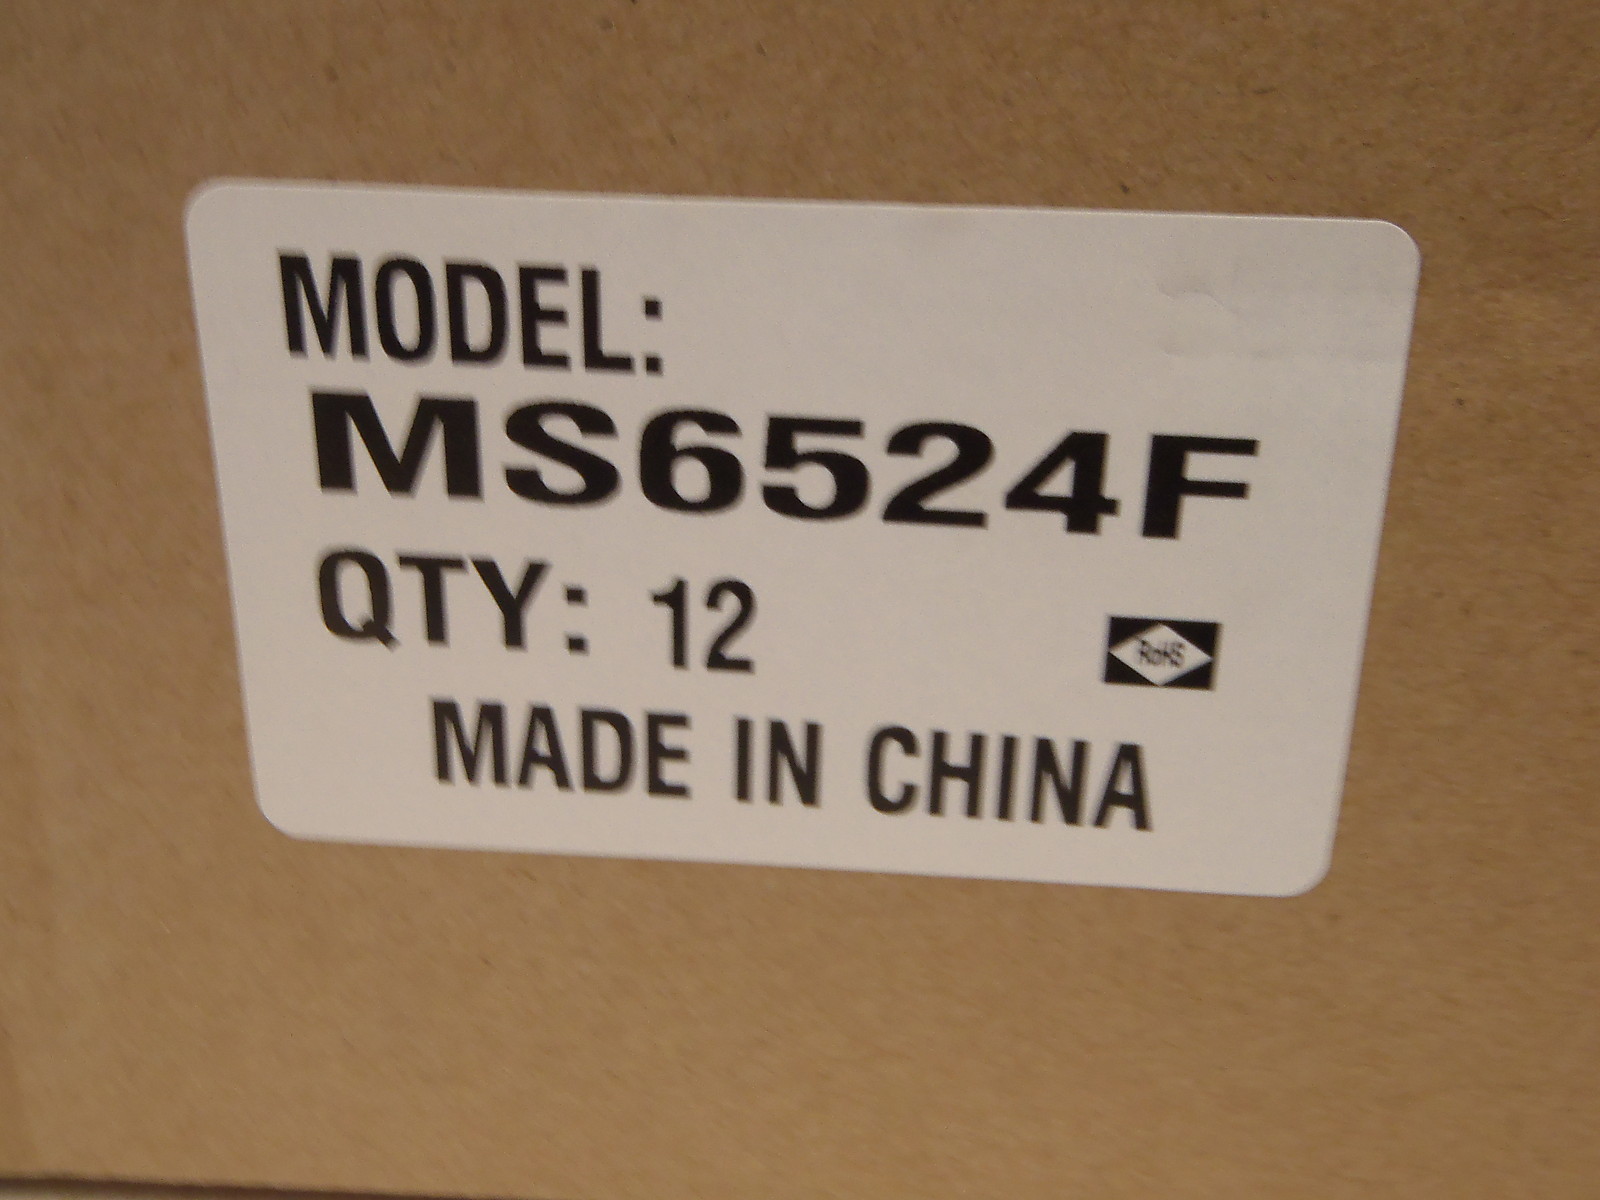 MODEL:
MS6524F
QTY: 12
RoHS
MADE IN CHINA